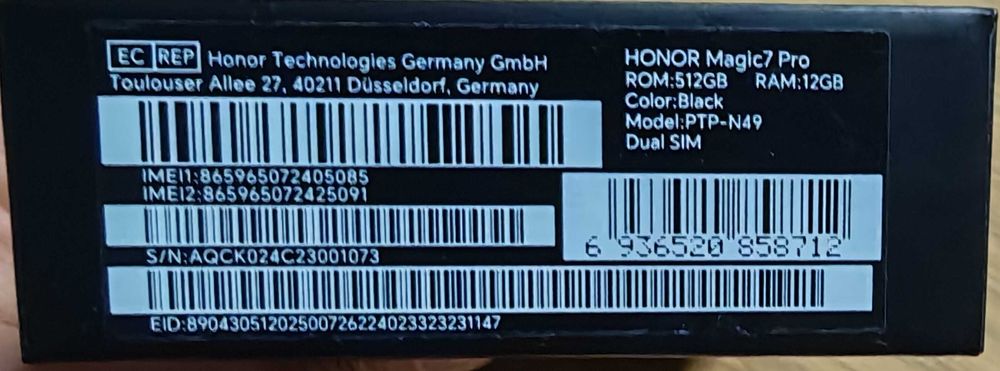 EC REP Honor Technologies Germany GmbH
Toulouser Allee 27, 40211 Düsseldorf, Germany
HONOR Magic7 Pro
ROM:512GB RAM:12GB
Color:Black
Model:PTP-N49
Dual SIM
IMEI1:865965072405085
IMEI2:865965072425091
S/N:AQCK024C23001073
6 936520 858712
EID:89043051202500726224023323231147